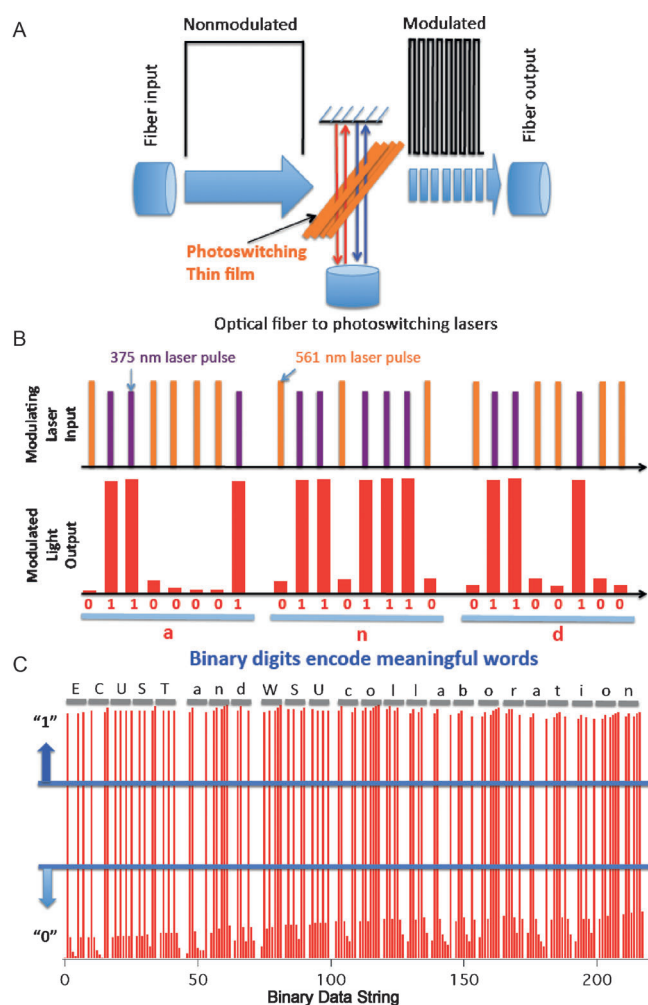 A
Nonmodulated
Modulated
Fiber input
Fiber output
Photoswitching
Thin film
Optical fiber to photoswitching lasers
B
375 nm laser pulse
561 nm laser pulse
Modulating
Laser
Input
Modulated
Light
Output
0 1 1 0 0 0 0 1 0 1 1 0 1 1 1 0 0 1 1 0 0 1 0 0
a n d
C
Binary digits encode meaningful words
E C U S T a n d W S U c o l l a b o r a t i o n
“1”
“0”
0 50 100 150 200
Binary Data String